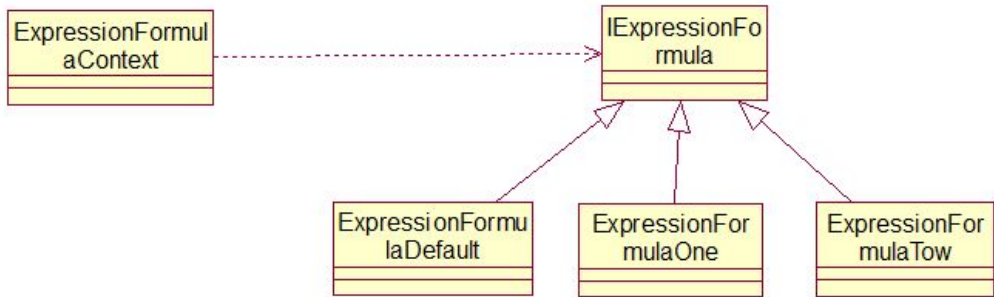 ExpressionFormul
aContext
IExpressionFo
rmula
ExpressionFormu
laDefault
ExpressionFor
mulaOne
ExpressionFor
mulaTow